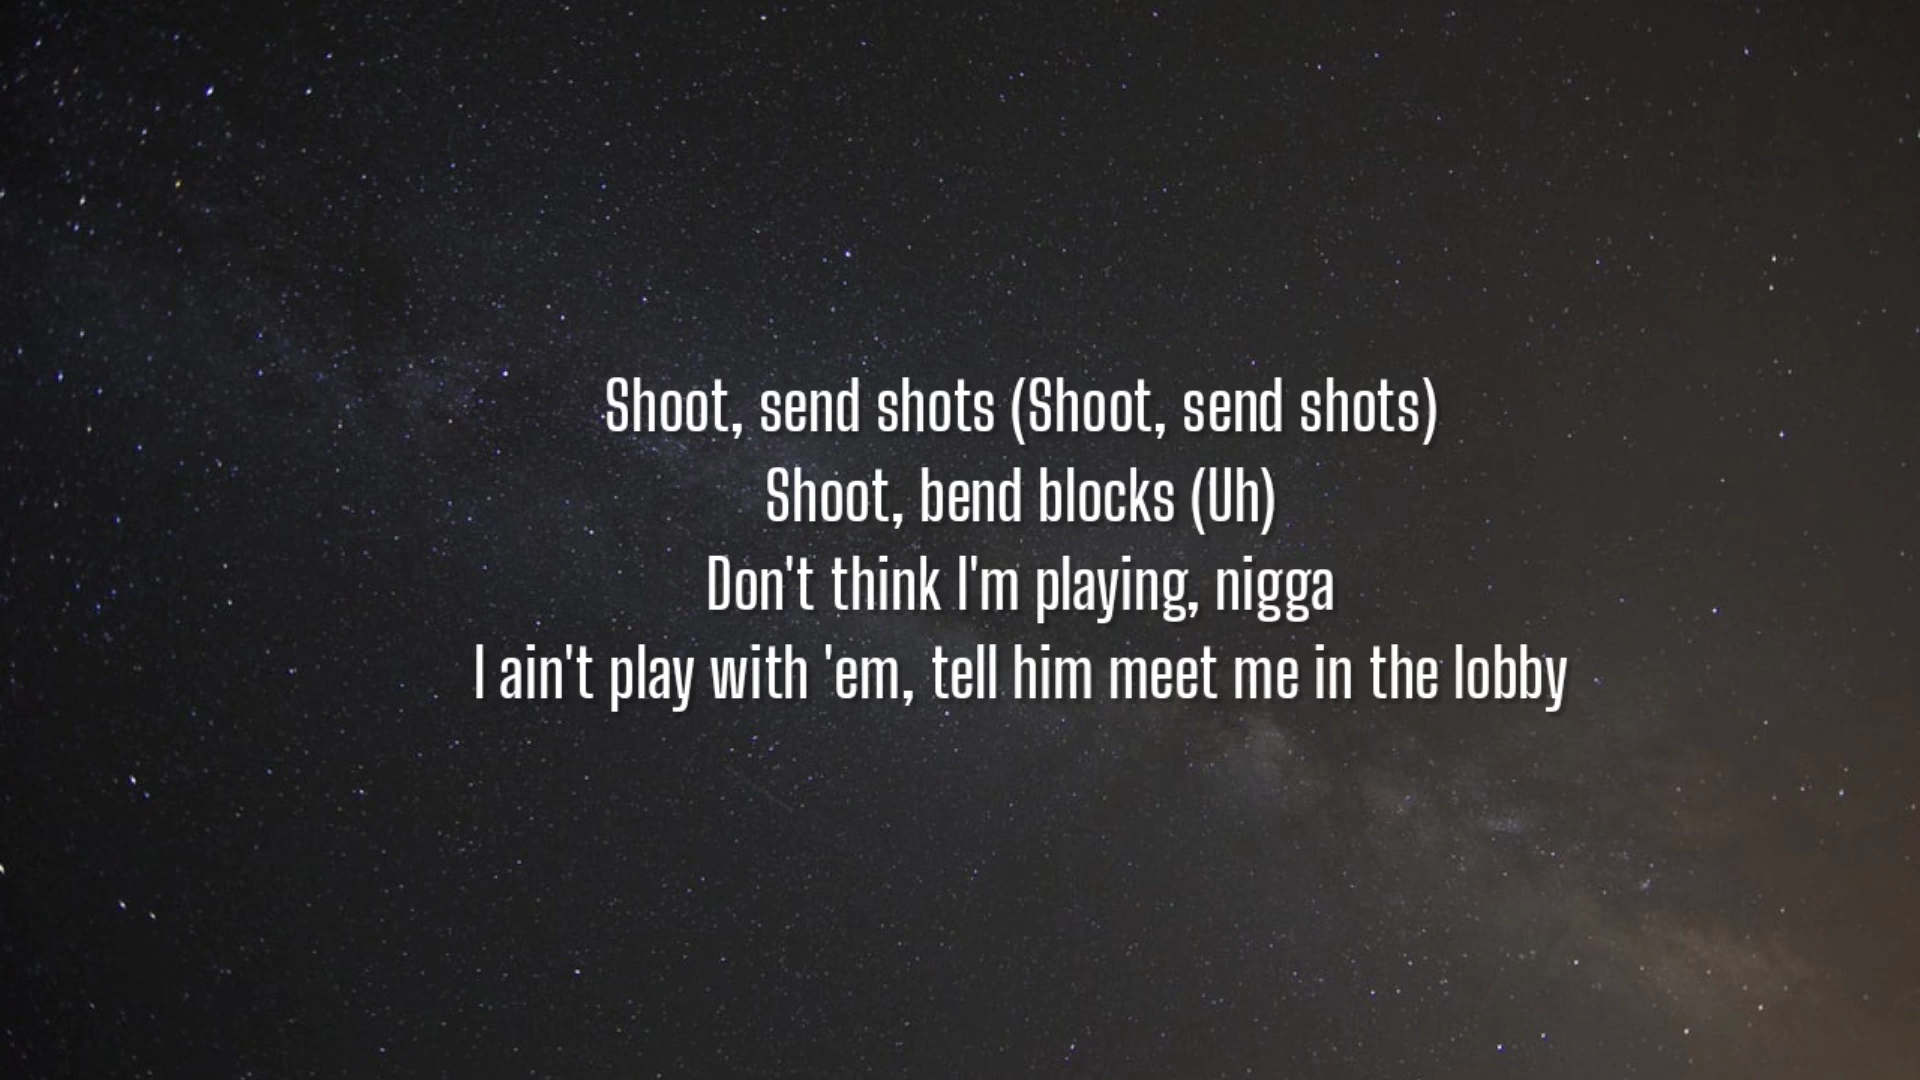 Shoot, send shots (Shoot, send shots)
Shoot, bend blocks (Uh)
Don't think I'm playing, nigga
I ain't play with 'em, tell him meet me in the lobby